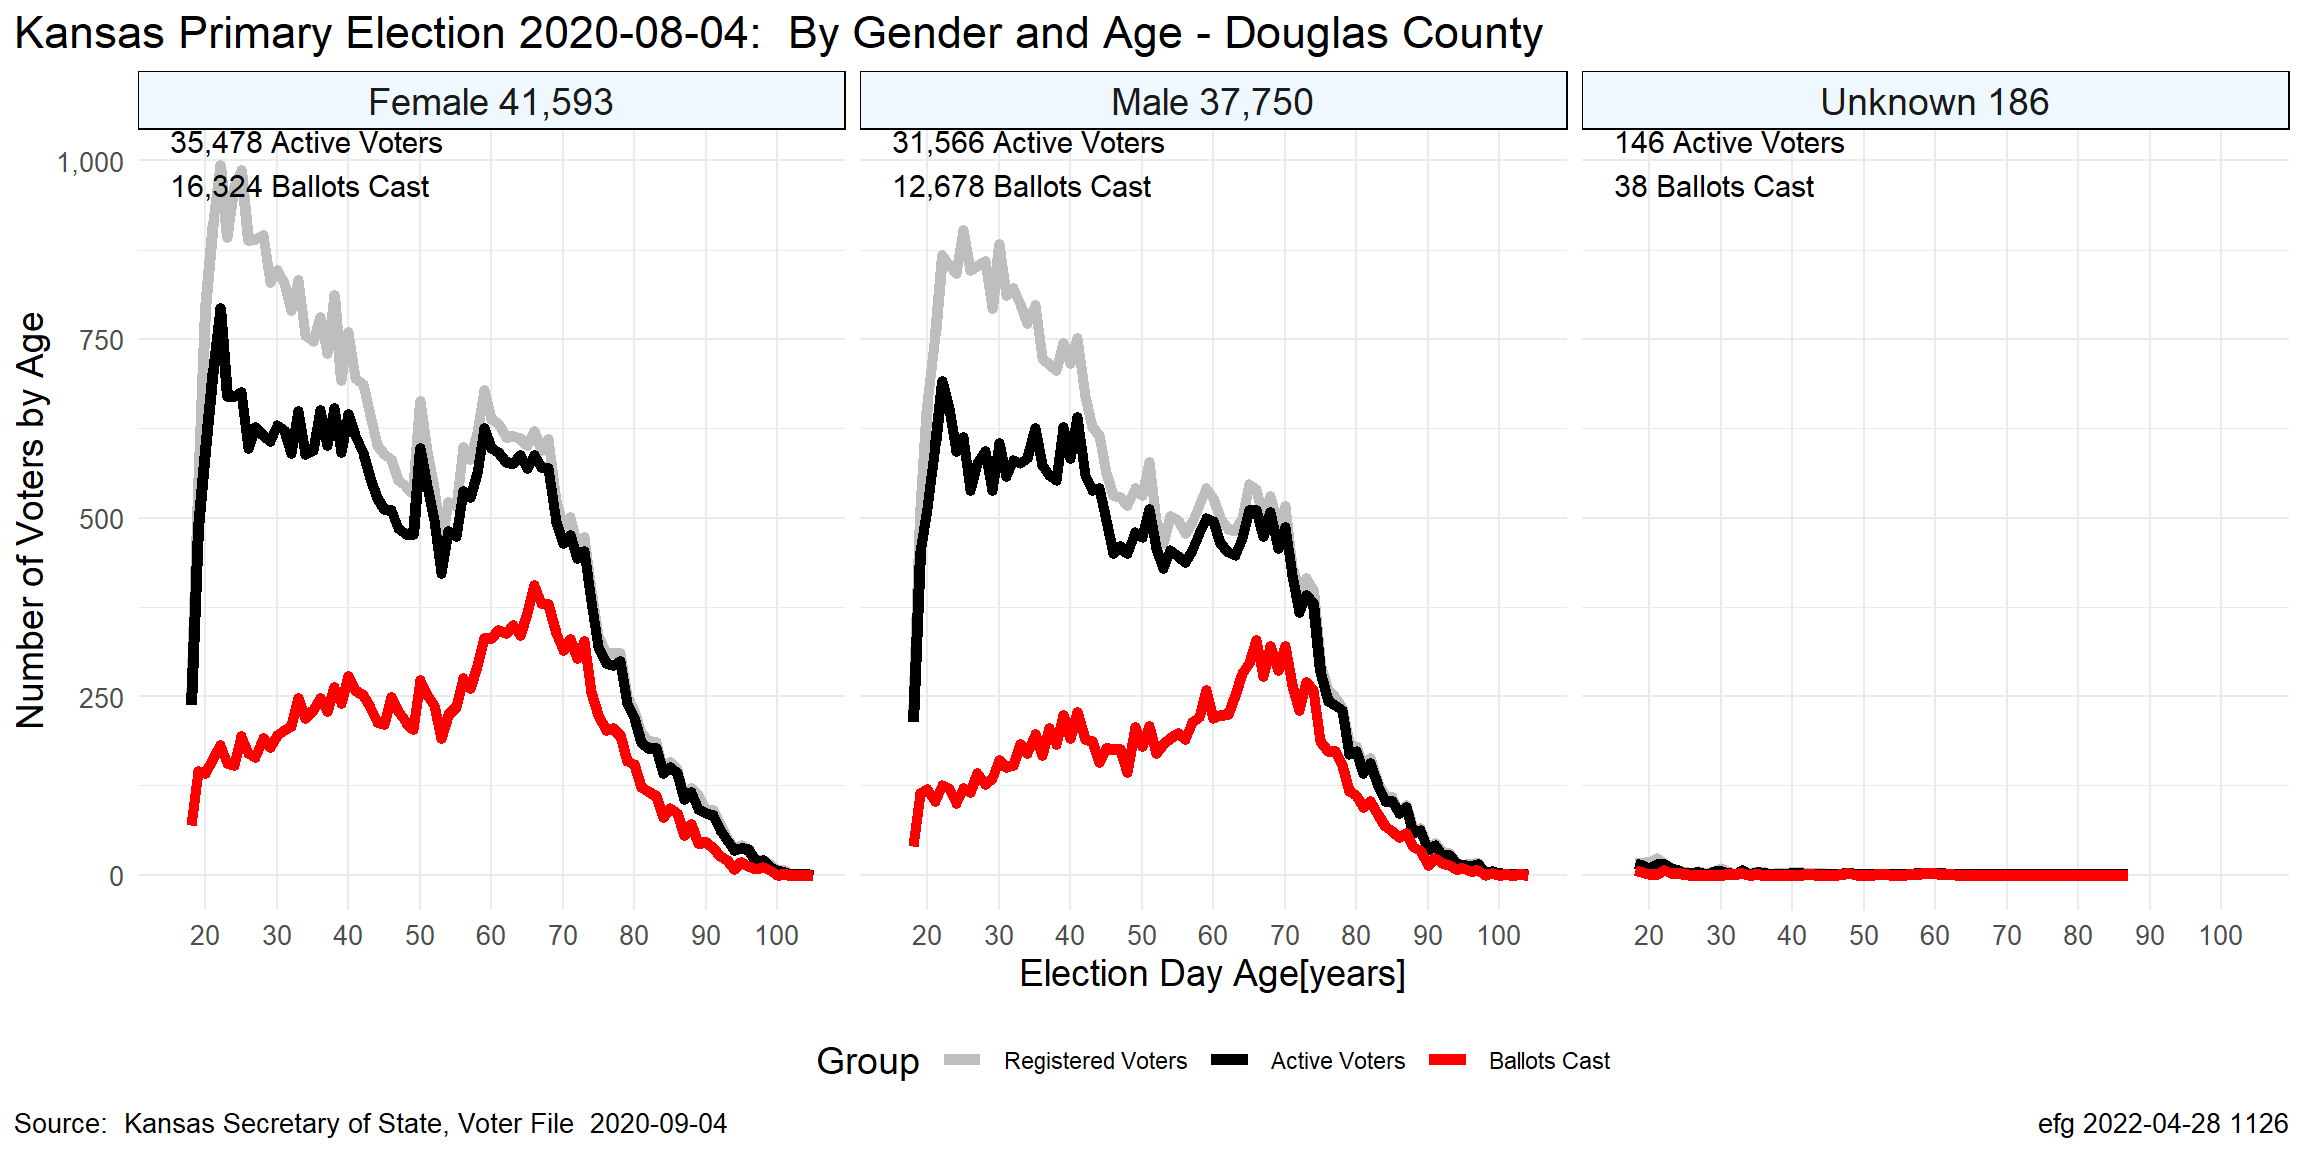 Kansas Primary Election 2020-08-04:  By Gender and Age - Douglas County
Female 41,593
Male 37,750
Unknown 186
35,478 Active Voters
16,324 Ballots Cast
31,566 Active Voters
12,678 Ballots Cast
146 Active Voters
38 Ballots Cast
Number of Voters by Age
1,000
750
500
250
0
20 30 40 50 60 70 80 90 100
20 30 40 50 60 70 80 90 100
20 30 40 50 60 70 80 90 100
Election Day Age[years]
Group Registered Voters Active Voters Ballots Cast
Source:  Kansas Secretary of State, Voter File  2020-09-04
efg 2022-04-28 1126